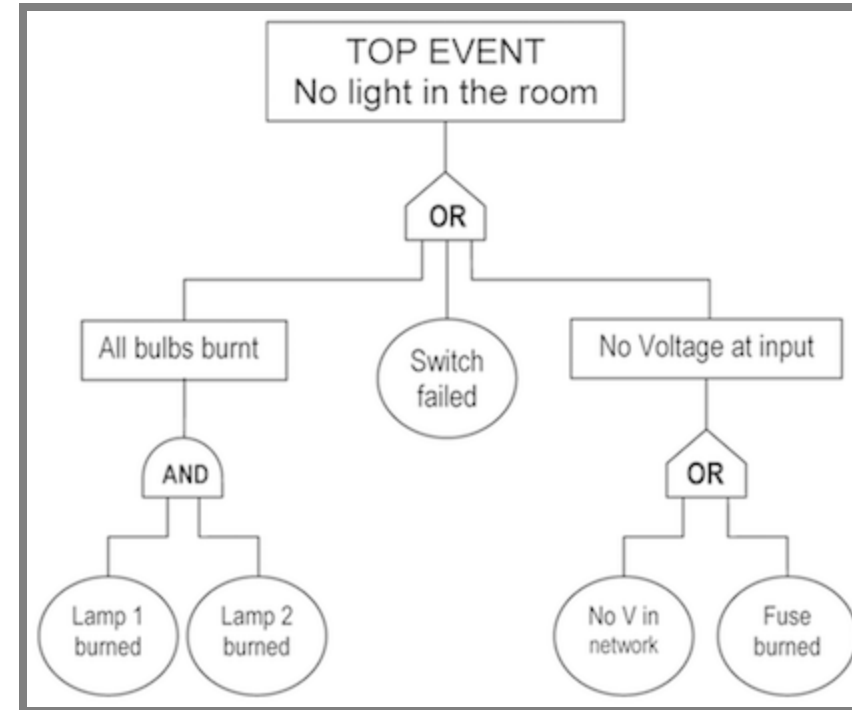 TOP EVENT
No light in the room
OR
All bulbs burnt
Switch
failed
No Voltage at input
AND
OR
Lamp 1
burned
Lamp 2
burned
No V in
network
Fuse
burned